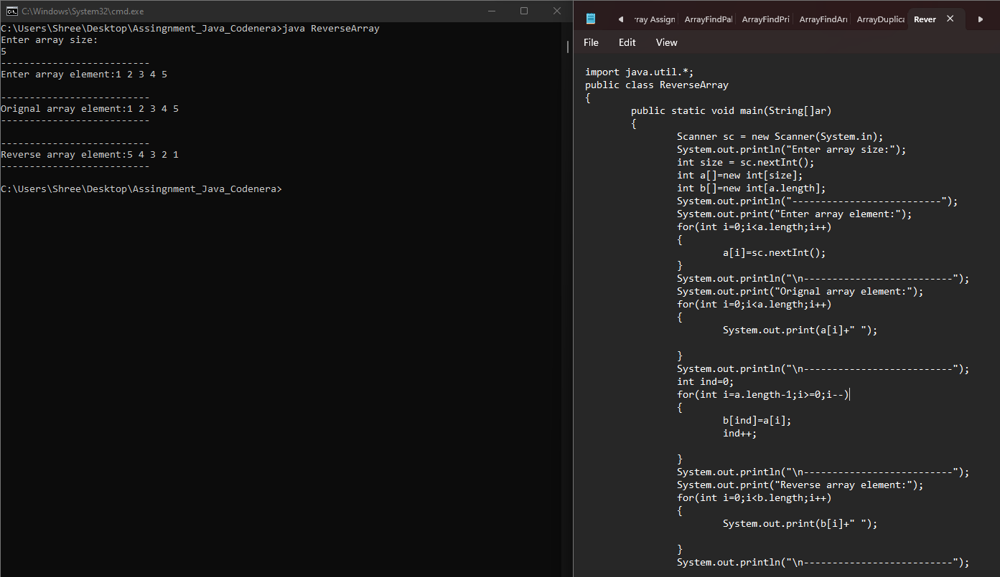 C:\Windows\System32\cmd.exe
C:\Users\Shree\Desktop\Assingnment_Java_Codenera>java ReverseArray
Enter array size:
5
--------------------------
Enter array element:1 2 3 4 5
--------------------------
Orignal array element:1 2 3 4 5
--------------------------
--------------------------
Reverse array element:5 4 3 2 1
--------------------------
C:\Users\Shree\Desktop\Assingnment_Java_Codenera>
rray Assign ArrayFindPal ArrayFindPri ArrayFindAri ArrayDuplica Rever
File Edit View
import java.util.*;
public class ReverseArray
{
public static void main(String[]ar)
{
Scanner sc = new Scanner(System.in);
System.out.println("Enter array size:");
int size = sc.nextInt();
int a[]=new int[size];
int b[]=new int[a.length];
System.out.println("--------------------------");
System.out.print("Enter array element:");
for(int i=0;i<a.length;i++)
{
a[i]=sc.nextInt();
}
System.out.println("\n--------------------------");
System.out.print("Orignal array element:");
for(int i=0;i<a.length;i++)
{
System.out.print(a[i]+" ");
}
System.out.println("\n--------------------------");
int ind=0;
for(int i=a.length-1;i>=0;i--)
{
b[ind]=a[i];
ind++;
}
System.out.println("\n--------------------------");
System.out.print("Reverse array element:");
for(int i=0;i<b.length;i++)
{
System.out.print(b[i]+" ");
}
System.out.println("\n--------------------------");